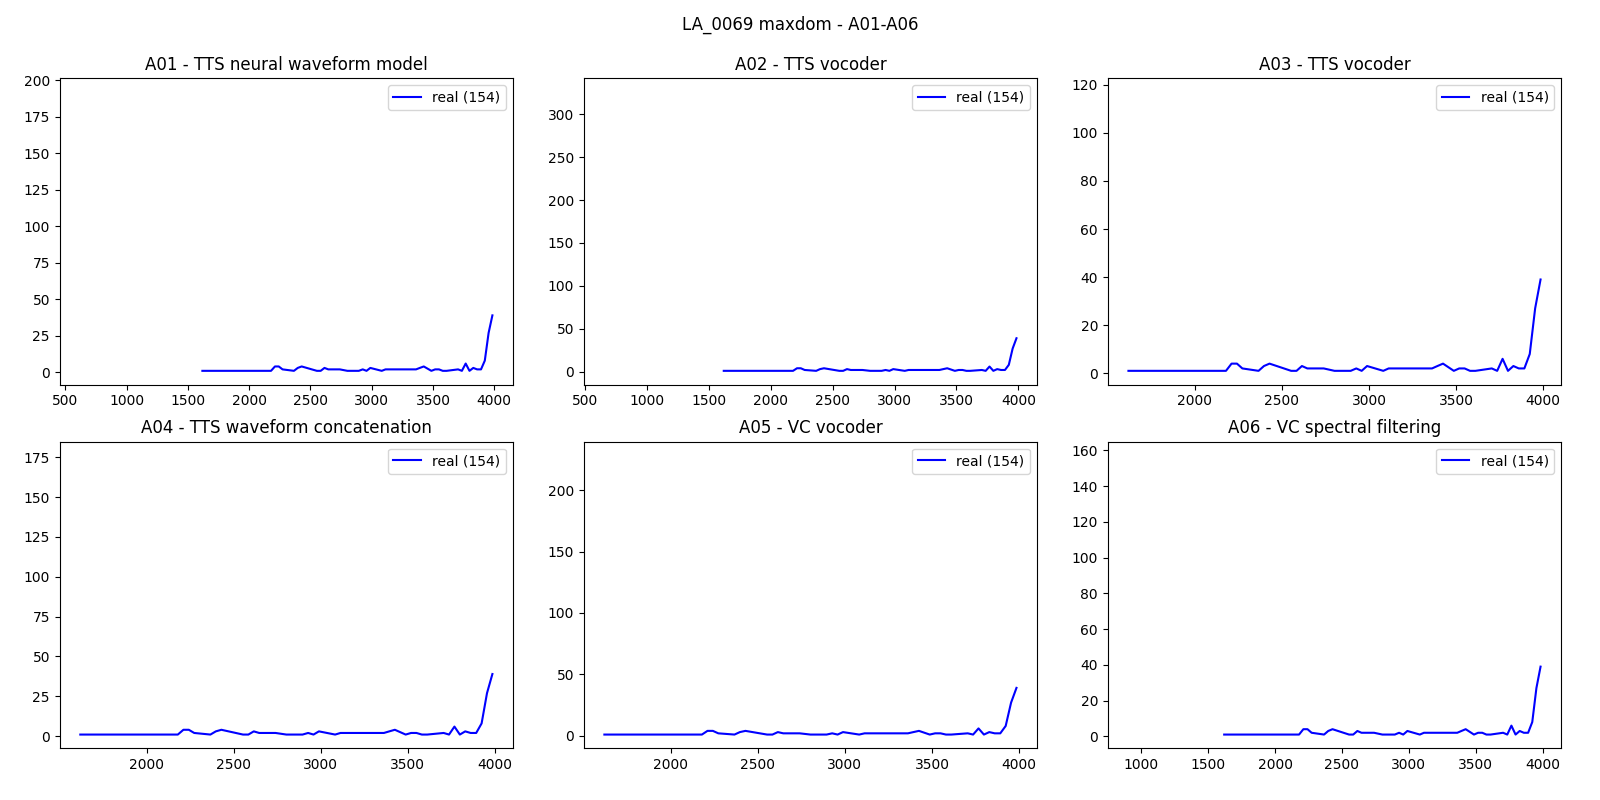 LA_0069 maxdom - A01-A06
A01 - TTS neural waveform model
200
175
150
125
100
75
50
25
0
500 1000 1500 2000 2500 3000 3500 4000
real (154)
A02 - TTS vocoder
300
250
200
150
100
50
0
500 1000 1500 2000 2500 3000 3500 4000
real (154)
A03 - TTS vocoder
120
100
80
60
40
20
0
2000 2500 3000 3500 4000
real (154)
A04 - TTS waveform concatenation
175
150
125
100
75
50
25
0
2000 2500 3000 3500 4000
real (154)
A05 - VC vocoder
200
150
100
50
0
2000 2500 3000 3500 4000
real (154)
A06 - VC spectral filtering
160
140
120
100
80
60
40
20
0
1000 1500 2000 2500 3000 3500 4000
real (154)